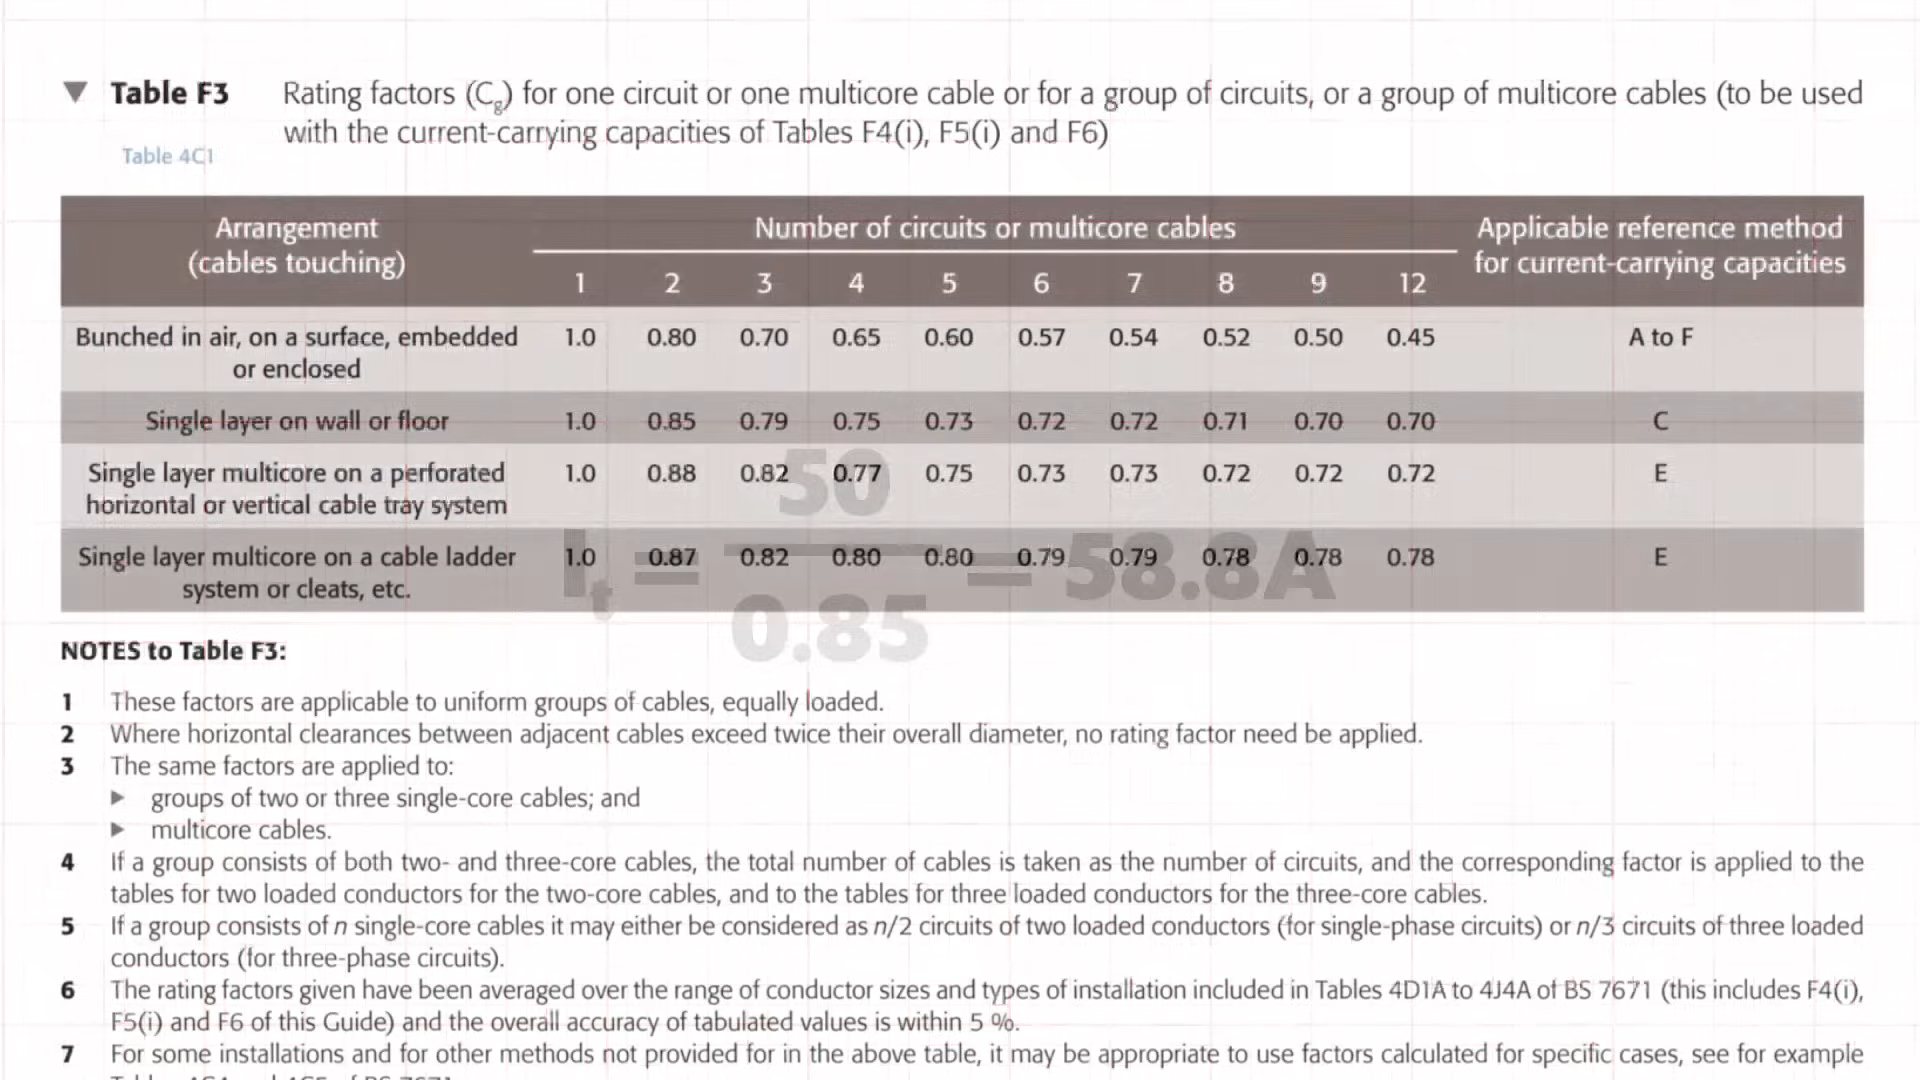 ▼ Table F3 Rating factors (Cg) for one circuit or one multicore cable or for a group of circuits, or a group of multicore cables (to be used
with the current-carrying capacities of Tables F4(i), F5(i) and F6)
Table 4C1
Arrangement Number of circuits or multicore cables Applicable reference method
(cables touching) for current-carrying capacities
1 2 3 4 5 6 7 8 9 12
Bunched in air, on a surface, embedded 1.0 0.80 0.70 0.65 0.60 0.57 0.54 0.52 0.50 0.45 A to F
or enclosed
Single layer on wall or floor 1.0 0.85 0.79 0.75 0.73 0.72 0.72 0.71 0.70 0.70 C
Single layer multicore on a perforated 1.0 0.88 0.82 0.77 0.75 0.73 0.73 0.72 0.72 0.72 E
horizontal or vertical cable tray system
Single layer multicore on a cable ladder 1.0 0.87 0.82 0.80 0.80 0.79 0.79 0.78 0.78 0.78 E
system or cleats, etc.
It = 50 / 0.85 = 58.8A
NOTES to Table F3:
1 These factors are applicable to uniform groups of cables, equally loaded.
2 Where horizontal clearances between adjacent cables exceed twice their overall diameter, no rating factor need be applied.
3 The same factors are applied to:
► groups of two or three single-core cables; and
► multicore cables.
4 If a group consists of both two- and three-core cables, the total number of cables is taken as the number of circuits, and the corresponding factor is applied to the
tables for two loaded conductors for the two-core cables, and to the tables for three loaded conductors for the three-core cables.
5 If a group consists of n single-core cables it may either be considered as n/2 circuits of two loaded conductors (for single-phase circuits) or n/3 circuits of three loaded
conductors (for three-phase circuits).
6 The rating factors given have been averaged over the range of conductor sizes and types of installation included in Tables 4D1A to 4J4A of BS 7671 (this includes F4(i),
F5(i) and F6 of this Guide) and the overall accuracy of tabulated values is within 5 %.
7 For some installations and for other methods not provided for in the above table, it may be appropriate to use factors calculated for specific cases, see for example